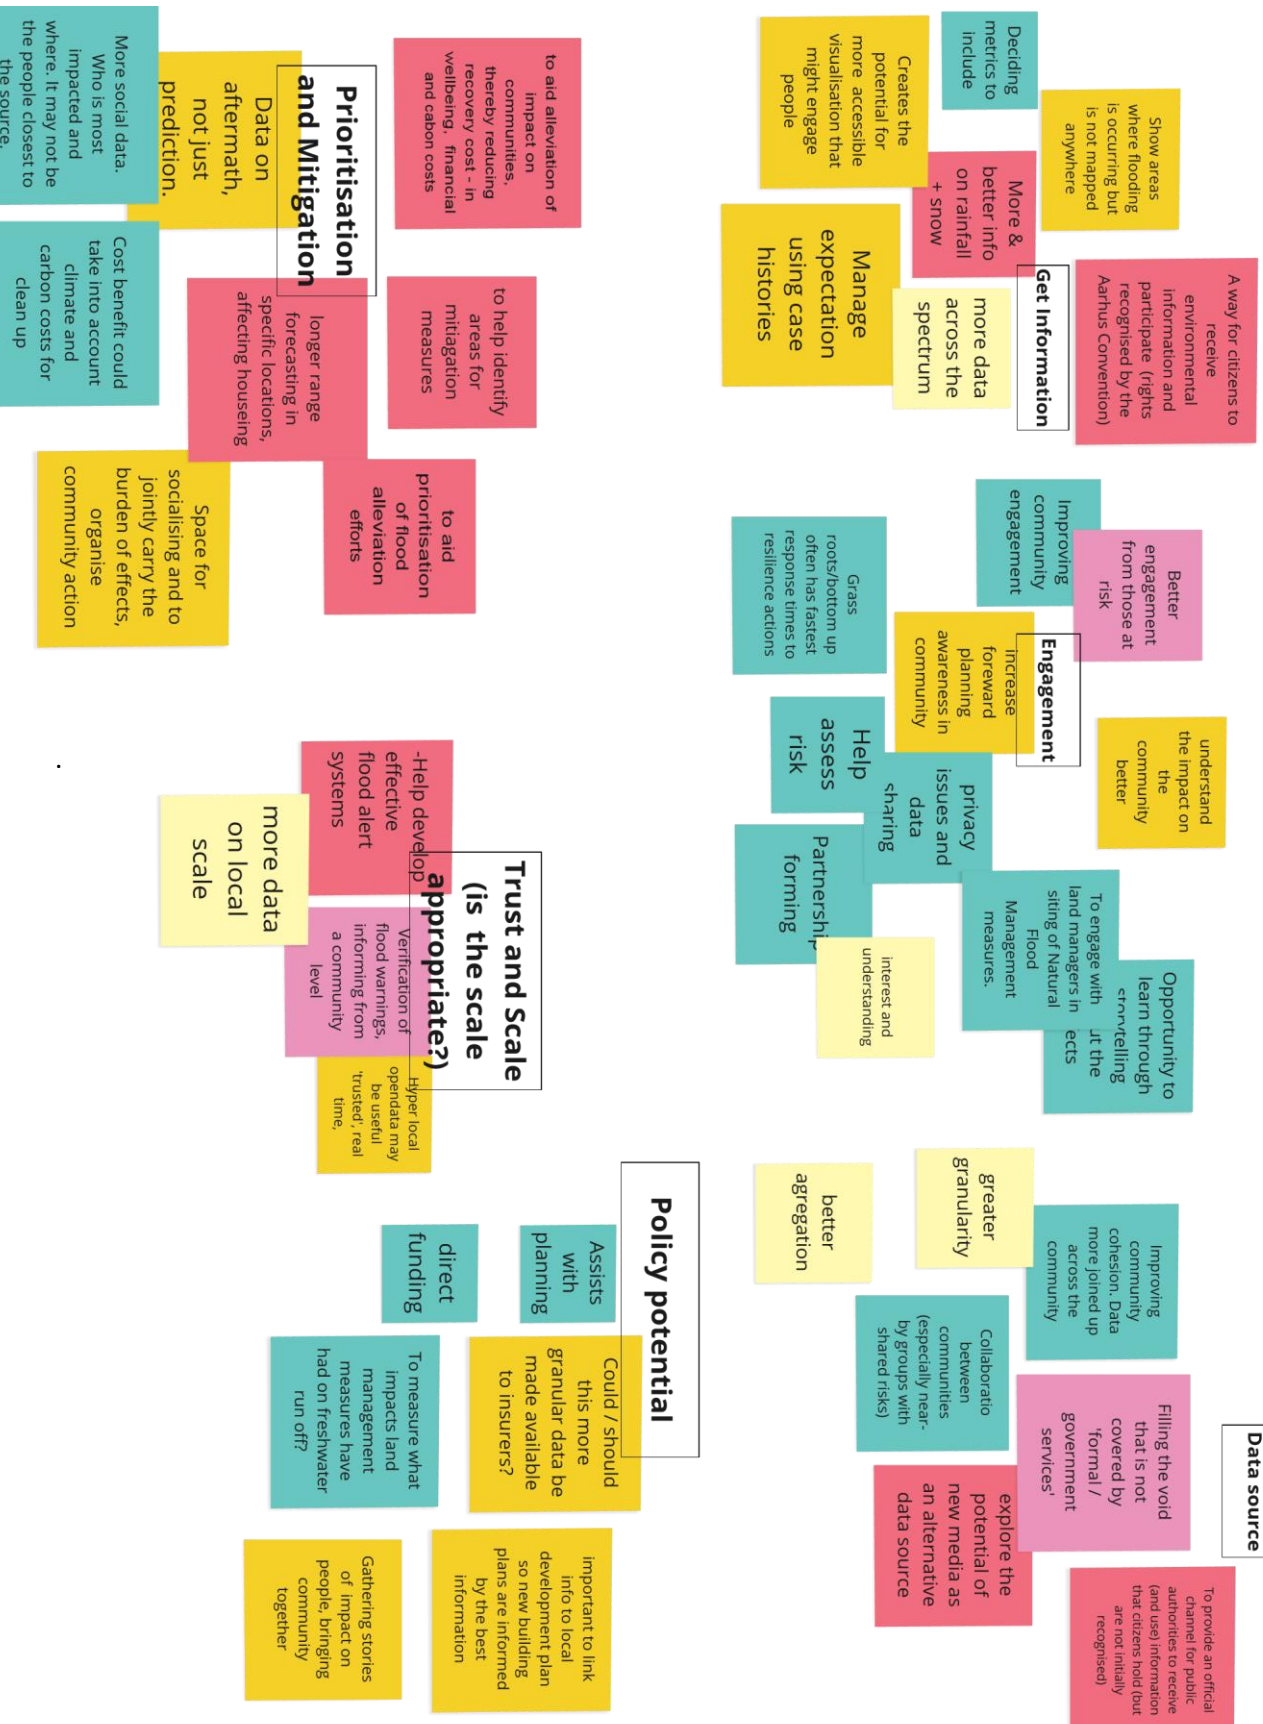 A way for citizens to
receive
environmental
information and
participate (rights
recognised by the
Aarhus Convention)
Show areas
where flooding
is occurring but
is not mapped
anywhere
Deciding
metrics to
include
Get Information
More &
better info
on rainfall
+ snow
Creates the
potential for
more accessible
visualisation that
might engage
people
more data
across the
spectrum
Manage
expectation
using case
histories
understand
the impact on
the
community
better
Better
engagement
from those at
risk
Improving
community
engagement
Engagement
increase
foreward
planning
awareness in
community
Grass
roots/bottom up
often has fastest
response times to
resilience actions
Help
assess
risk
privacy
issues and
data
sharing
Partnership
forming
interest and
understanding
To engage with
land managers in
siting of Natural
Flood
Management
measures.
Opportunity to
learn through
storytelling
ut the
ects
Data source
Improving
community
cohesion. Data
more joined up
across the
community
greater
granularity
better
agregation
Filling the void
that is not
covered by
'formal /
government
services'
Collaboratio
between
communities
(especially near-
by groups with
shared risks)
explore the
potential of
new media as
an alternative
data source
To provide an official
channel for public
authorities to receive
(and use) information
that citizens hold (but
are not initially
recognised)
to aid alleviation of
impact on
communities,
thereby reducing
recovery cost - in
wellbeing, financial
and cabon costs
Prioritisation
and Mitigation
Data on
aftermath,
not just
prediction.
More social data.
Who is most
impacted and
where. It may not be
the people closest to
the source.
to help identify
areas for
mitiagation
measures
longer range
forecasting in
specific locations,
affecting houseing
Cost benefit could
take into account
climate and
carbon costs for
clean up
to aid
prioritisation
of flood
alleviation
efforts
Space for
socialising and to
jointly carry the
burden of effects,
organise
community action
Trust and Scale
(is the scale
appropriate?)
-Help develop
effective
flood alert
systems
more data
on local
scale
Verification of
flood warnings,
informing from
a community
level
Hyper local
opendata may
be useful
'trusted', real
time,
.
Policy potential
Assists
with
planning
direct
funding
Could / should
this more
granular data be
made available
to insurers?
To measure what
impacts land
management
measures have
had on freshwater
run off?
important to link
info to local
development plan
so new building
plans are informed
by the best
information
Gathering stories
of impact on
people, bringing
community
together